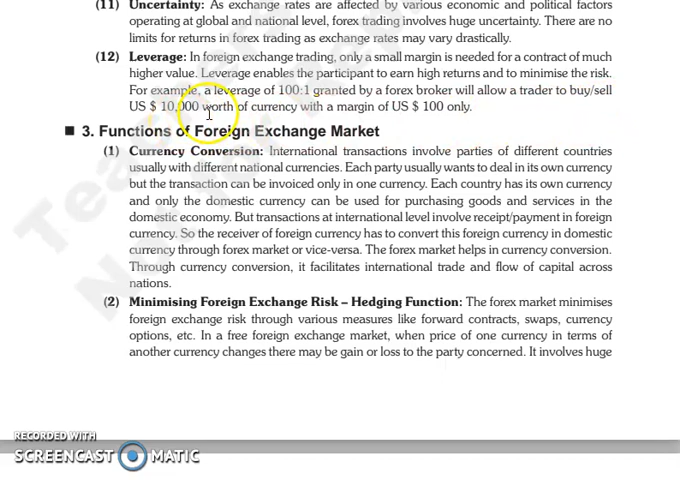 (11) Uncertainty: As exchange rates are affected by various economic and political factors
operating at global and national level, forex trading involves huge uncertainty. There are no
limits for returns in forex trading as exchange rates may vary drastically.
(12) Leverage: In foreign exchange trading, only a small margin is needed for a contract of much
higher value. Leverage enables the participant to earn high returns and to minimise the risk.
For example, a leverage of 100:1 granted by a forex broker will allow a trader to buy/sell
US $ 10,000 worth of currency with a margin of US $ 100 only.
■ 3. Functions of Foreign Exchange Market
(1) Currency Conversion: International transactions involve parties of different countries
usually with different national currencies. Each party usually wants to deal in its own currency
but the transaction can be invoiced only in one currency. Each country has its own currency
and only the domestic currency can be used for purchasing goods and services in the
domestic economy. But transactions at international level involve receipt/payment in foreign
currency. So the receiver of foreign currency has to convert this foreign currency in domestic
currency through forex market or vice-versa. The forex market helps in currency conversion.
Through currency conversion, it facilitates international trade and flow of capital across
nations.
(2) Minimising Foreign Exchange Risk – Hedging Function: The forex market minimises
foreign exchange risk through various measures like forward contracts, swaps, currency
options, etc. In a free foreign exchange market, when price of one currency in terms of
another currency changes there may be gain or loss to the party concerned. It involves huge
RECORDED WITH
SCREENCAST MATIC